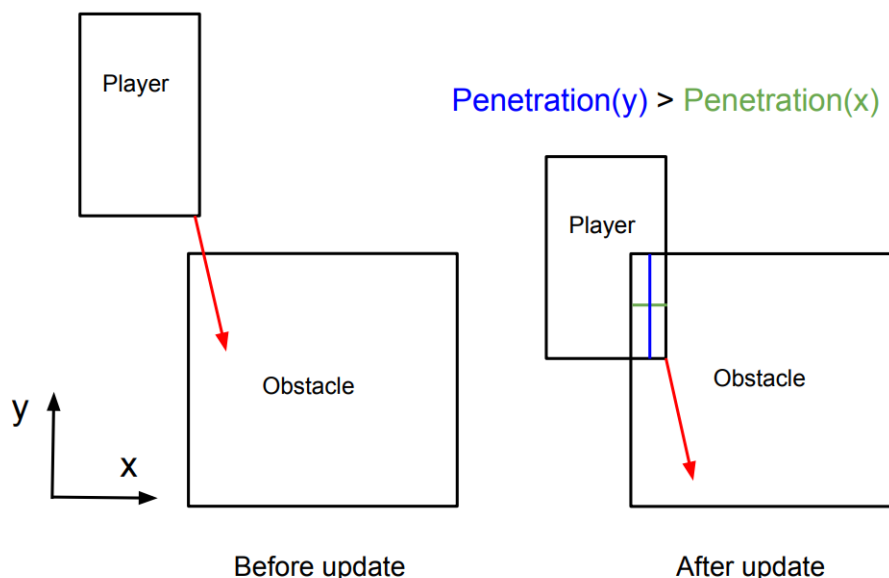 Player
Penetration(y) > Penetration(x)
Player
Obstacle
Obstacle
y
x
Before update
After update